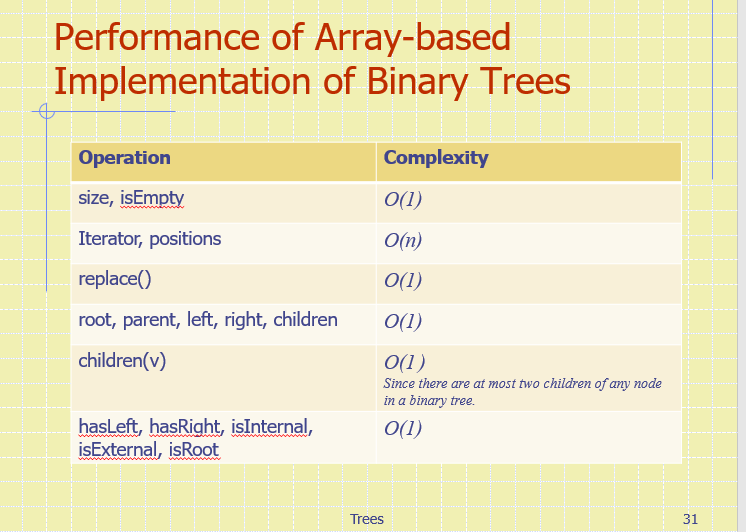 Performance of Array-based
Implementation of Binary Trees
Operation Complexity
size, isEmpty O(1)
Iterator, positions O(n)
replace() O(1)
root, parent, left, right, children O(1)
children(v) O(1)
Since there are at most two children of any node
in a binary tree.
hasLeft, hasRight, isInternal, O(1)
isExternal, isRoot
Trees 31